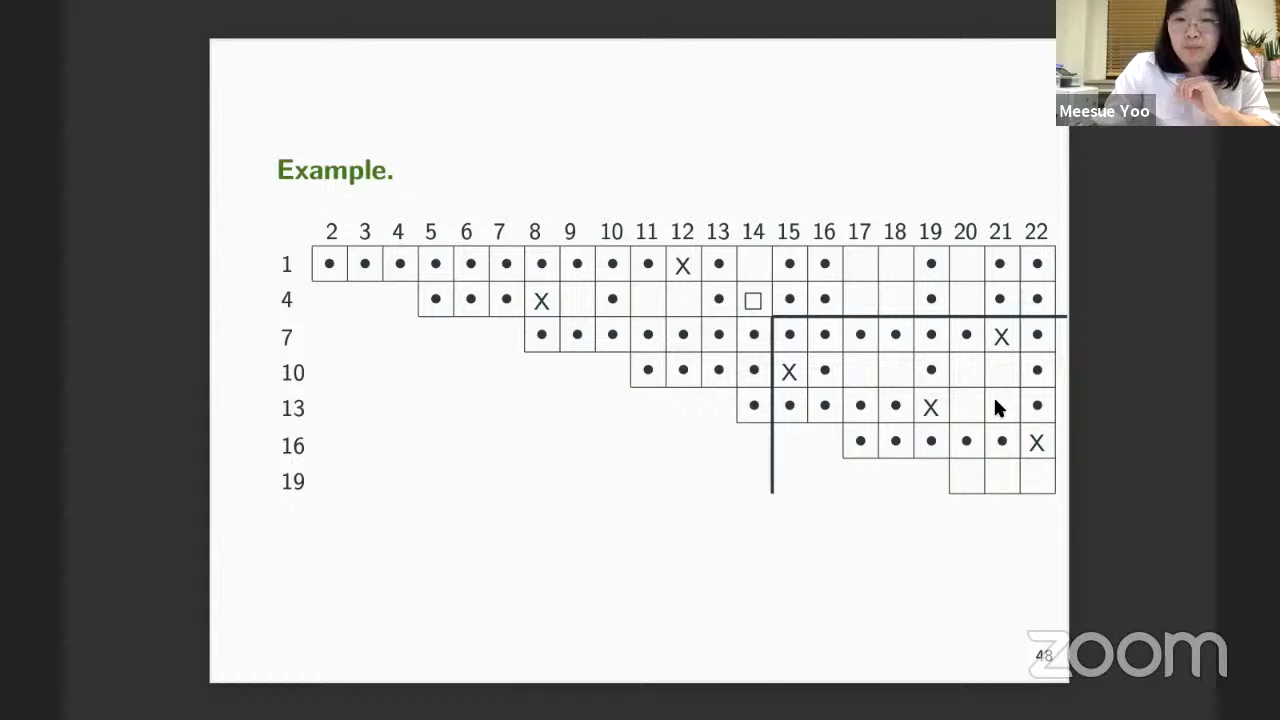 Meesue Yoo
Example.
2 3 4 5 6 7 8 9 10 11 12 13 14 15 16 17 18 19 20 21 22
1 • • • • • • • • • • X • • • • • •
4 • • • X • • □ • • • • •
7 • • • • • • • • • • • • • X •
10 • • • • X • • •
13 • • • • • X •
16 • • • • • X
19
48
zoom